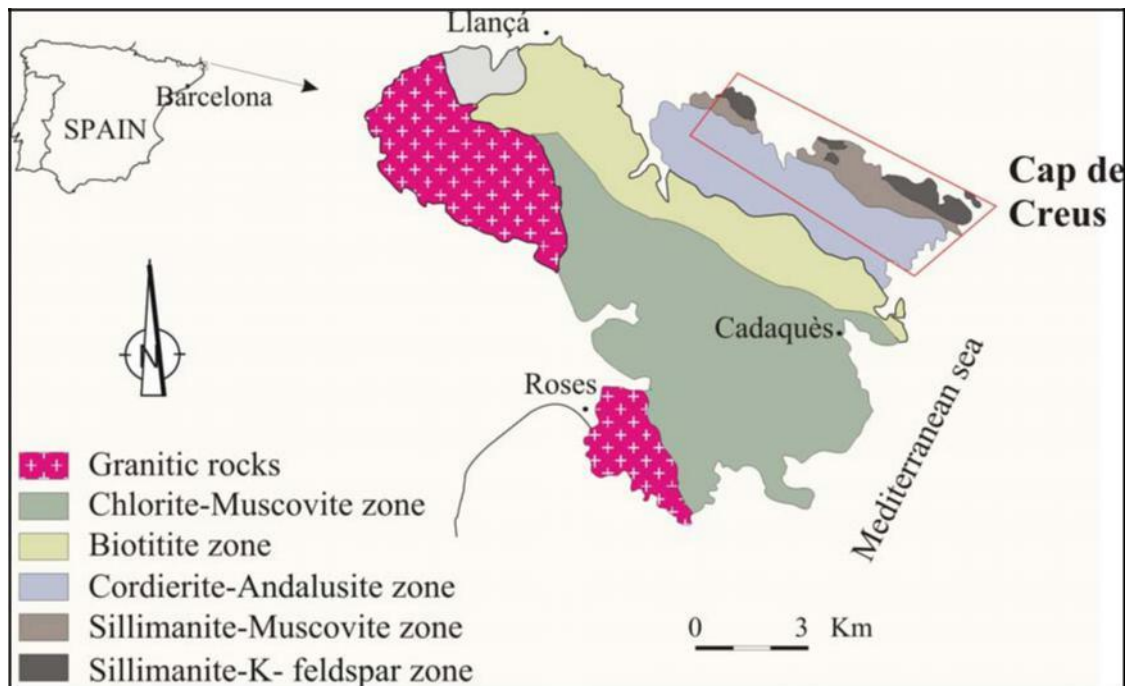 Llançá
Barcelona
SPAIN
Cap de
Creus
N
Cadaquès
Roses
Mediterranean sea
Granitic rocks
Chlorite-Muscovite zone
Biotitite zone
Cordierite-Andalusite zone
Sillimanite-Muscovite zone
Sillimanite-K- feldspar zone
0 3 Km